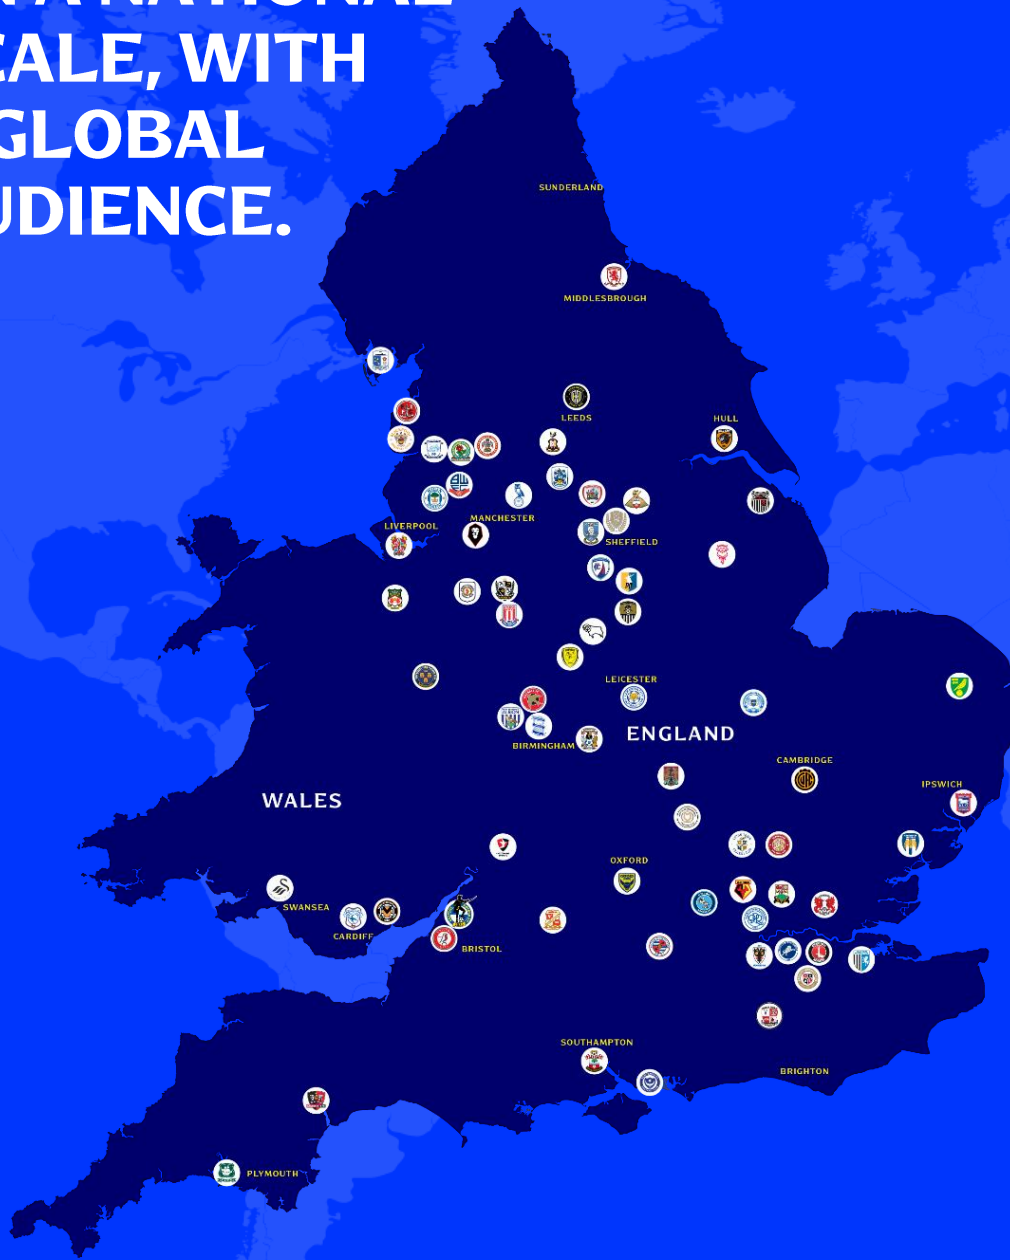 N A NATIONAL
CALE, WITH
GLOBAL
UDIENCE.
SUNDERLAND
MIDDLESBROUGH
LEEDS
HULL
MANCHESTER
LIVERPOOL
SHEFFIELD
LEICESTER
ENGLAND
BIRMINGHAM
CAMBRIDGE
IPSWICH
WALES
OXFORD
SWANSEA
CARDIFF
BRISTOL
SOUTHAMPTON
BRIGHTON
PLYMOUTH